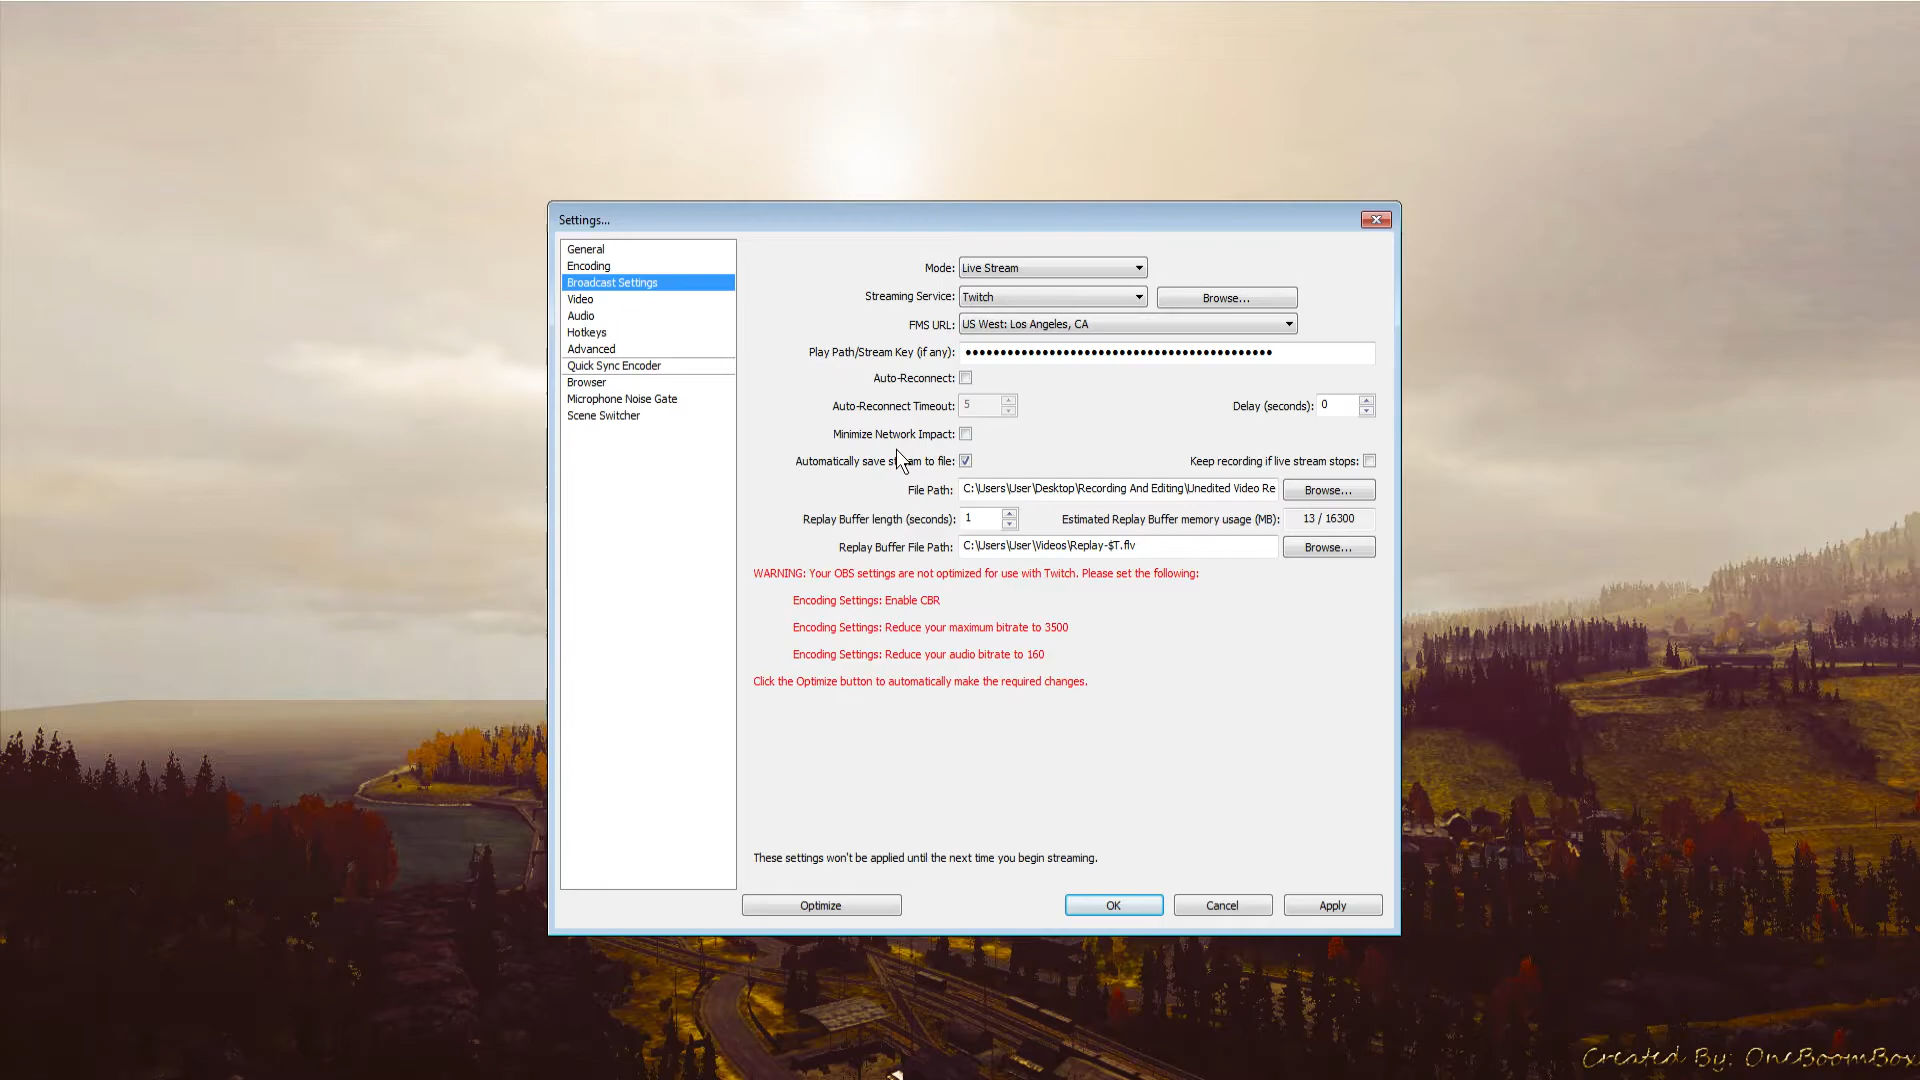 Settings...
General
Encoding
Broadcast Settings
Video
Audio
Hotkeys
Advanced
Quick Sync Encoder
Browser
Microphone Noise Gate
Scene Switcher
Mode: Live Stream
Streaming Service: Twitch Browse...
FMS URL: US West: Los Angeles, CA
Play Path/Stream Key (if any): ●●●●●●●●●●●●●●●●●●●●●●●●●●●●●●●●●●●●●●●●●●●●
Auto-Reconnect:
Auto-Reconnect Timeout: 5 Delay (seconds): 0
Minimize Network Impact:
Automatically save stream to file: Keep recording if live stream stops:
File Path: C:\Users\User\Desktop\Recording And Editing\Unedited Video Re Browse...
Replay Buffer length (seconds): 1 Estimated Replay Buffer memory usage (MB): 13 / 16300
Replay Buffer File Path: C:\Users\User\Videos\Replay-$T.flv Browse...
WARNING: Your OBS settings are not optimized for use with Twitch. Please set the following:
Encoding Settings: Enable CBR
Encoding Settings: Reduce your maximum bitrate to 3500
Encoding Settings: Reduce your audio bitrate to 160
Click the Optimize button to automatically make the required changes.
These settings won't be applied until the next time you begin streaming.
Optimize OK Cancel Apply
Created By: OneBoomBox